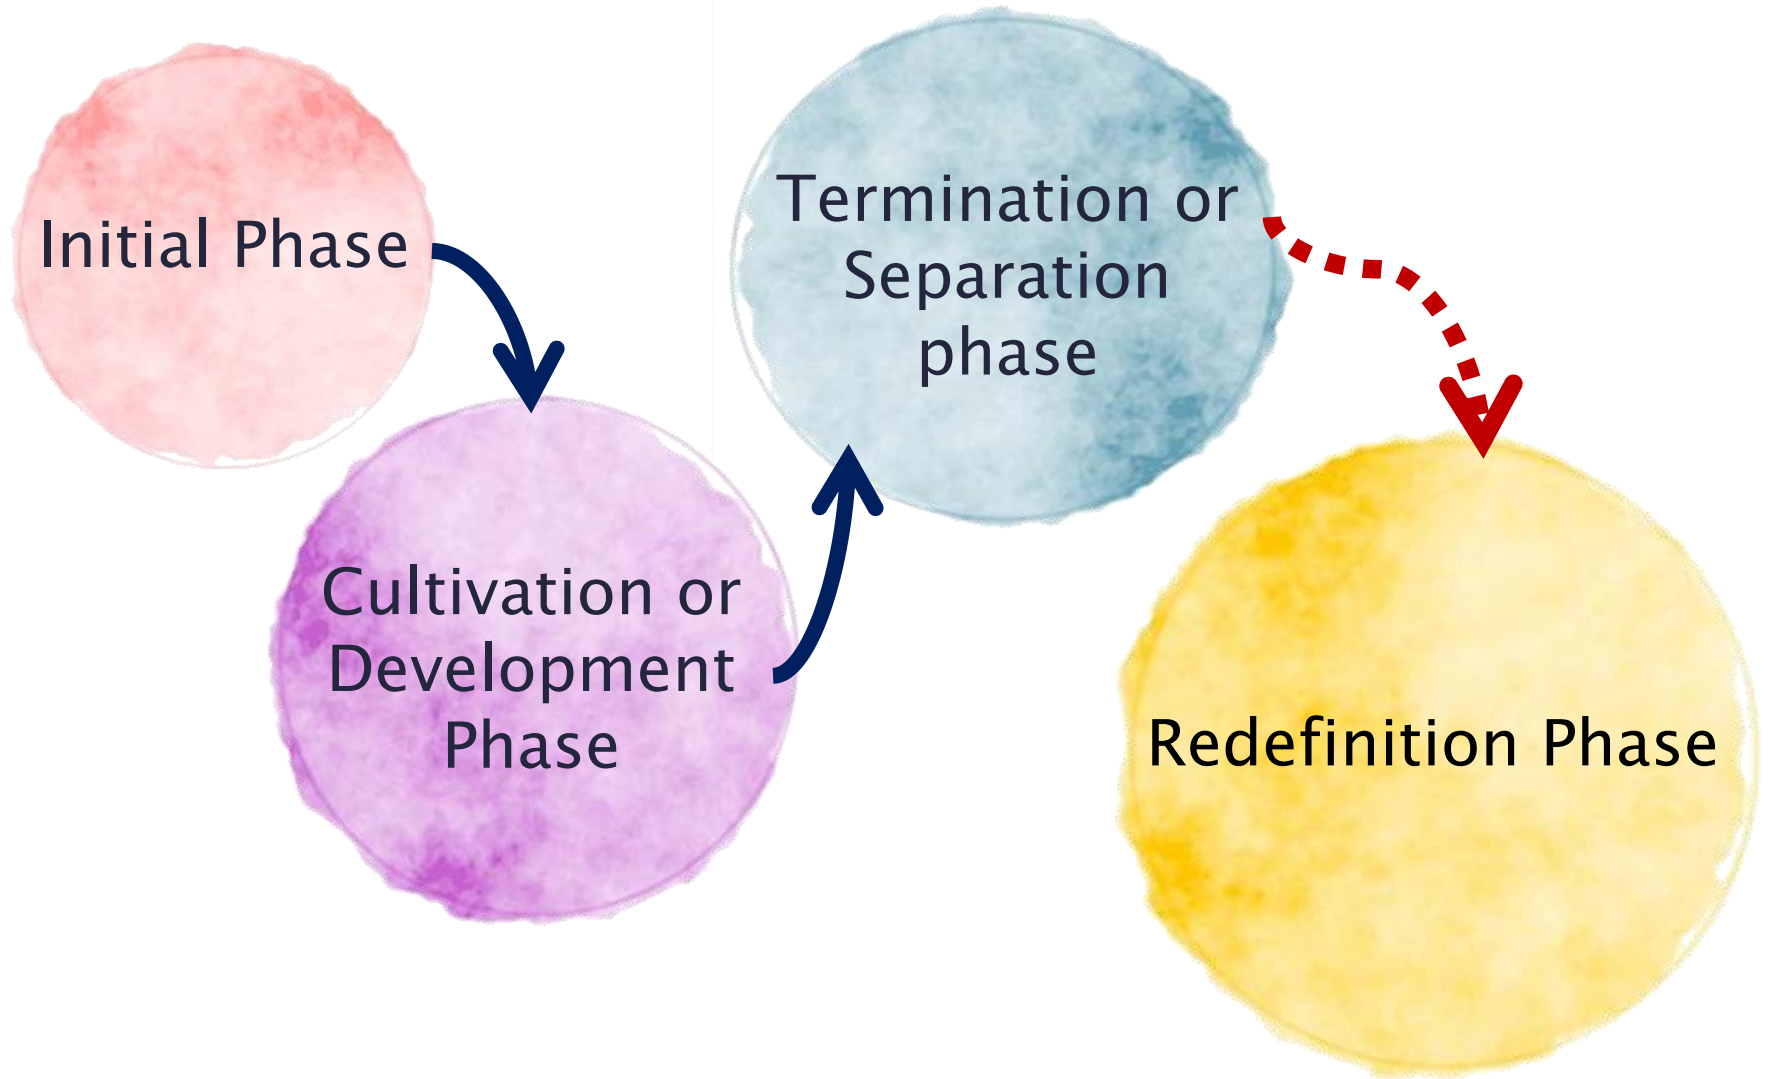 Initial Phase
Cultivation or
Development
Phase
Termination or
Separation
phase
Redefinition Phase